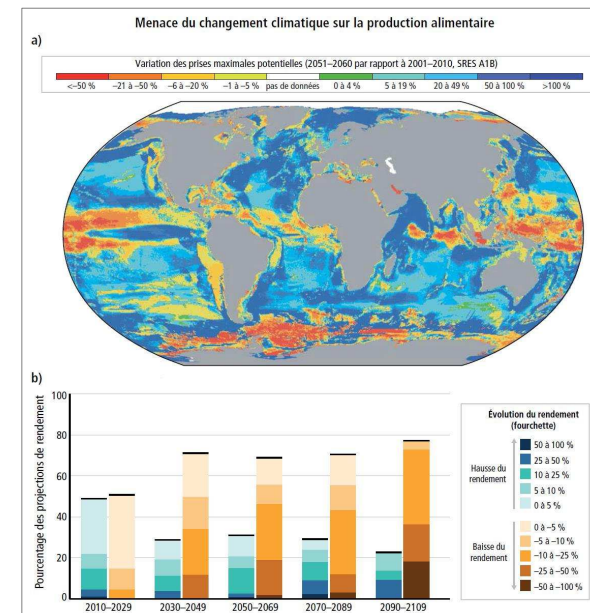 Menace du changement climatique sur la production alimentaire
a)
Variation des prises maximales potentielles (2051–2060 par rapport à 2001–2010, SRES A1B)
<–50 % –21 à –50 % –6 à –20 % –1 à –5 % pas de données 0 à 4 % 5 à 19 % 20 à 49 % 50 à 100 % >100 %
b)
Pourcentage des projections de rendement
100
80
60
40
20
0
2010–2029 2030–2049 2050–2069 2070–2089 2090–2109
Évolution du rendement
(fourchette)
Hausse du
rendement
50 à 100 %
25 à 50 %
10 à 25 %
5 à 10 %
0 à 5 %
Baisse du
rendement
0 à –5 %
–5 à –10 %
–10 à –25 %
–25 à –50 %
–50 à –100 %